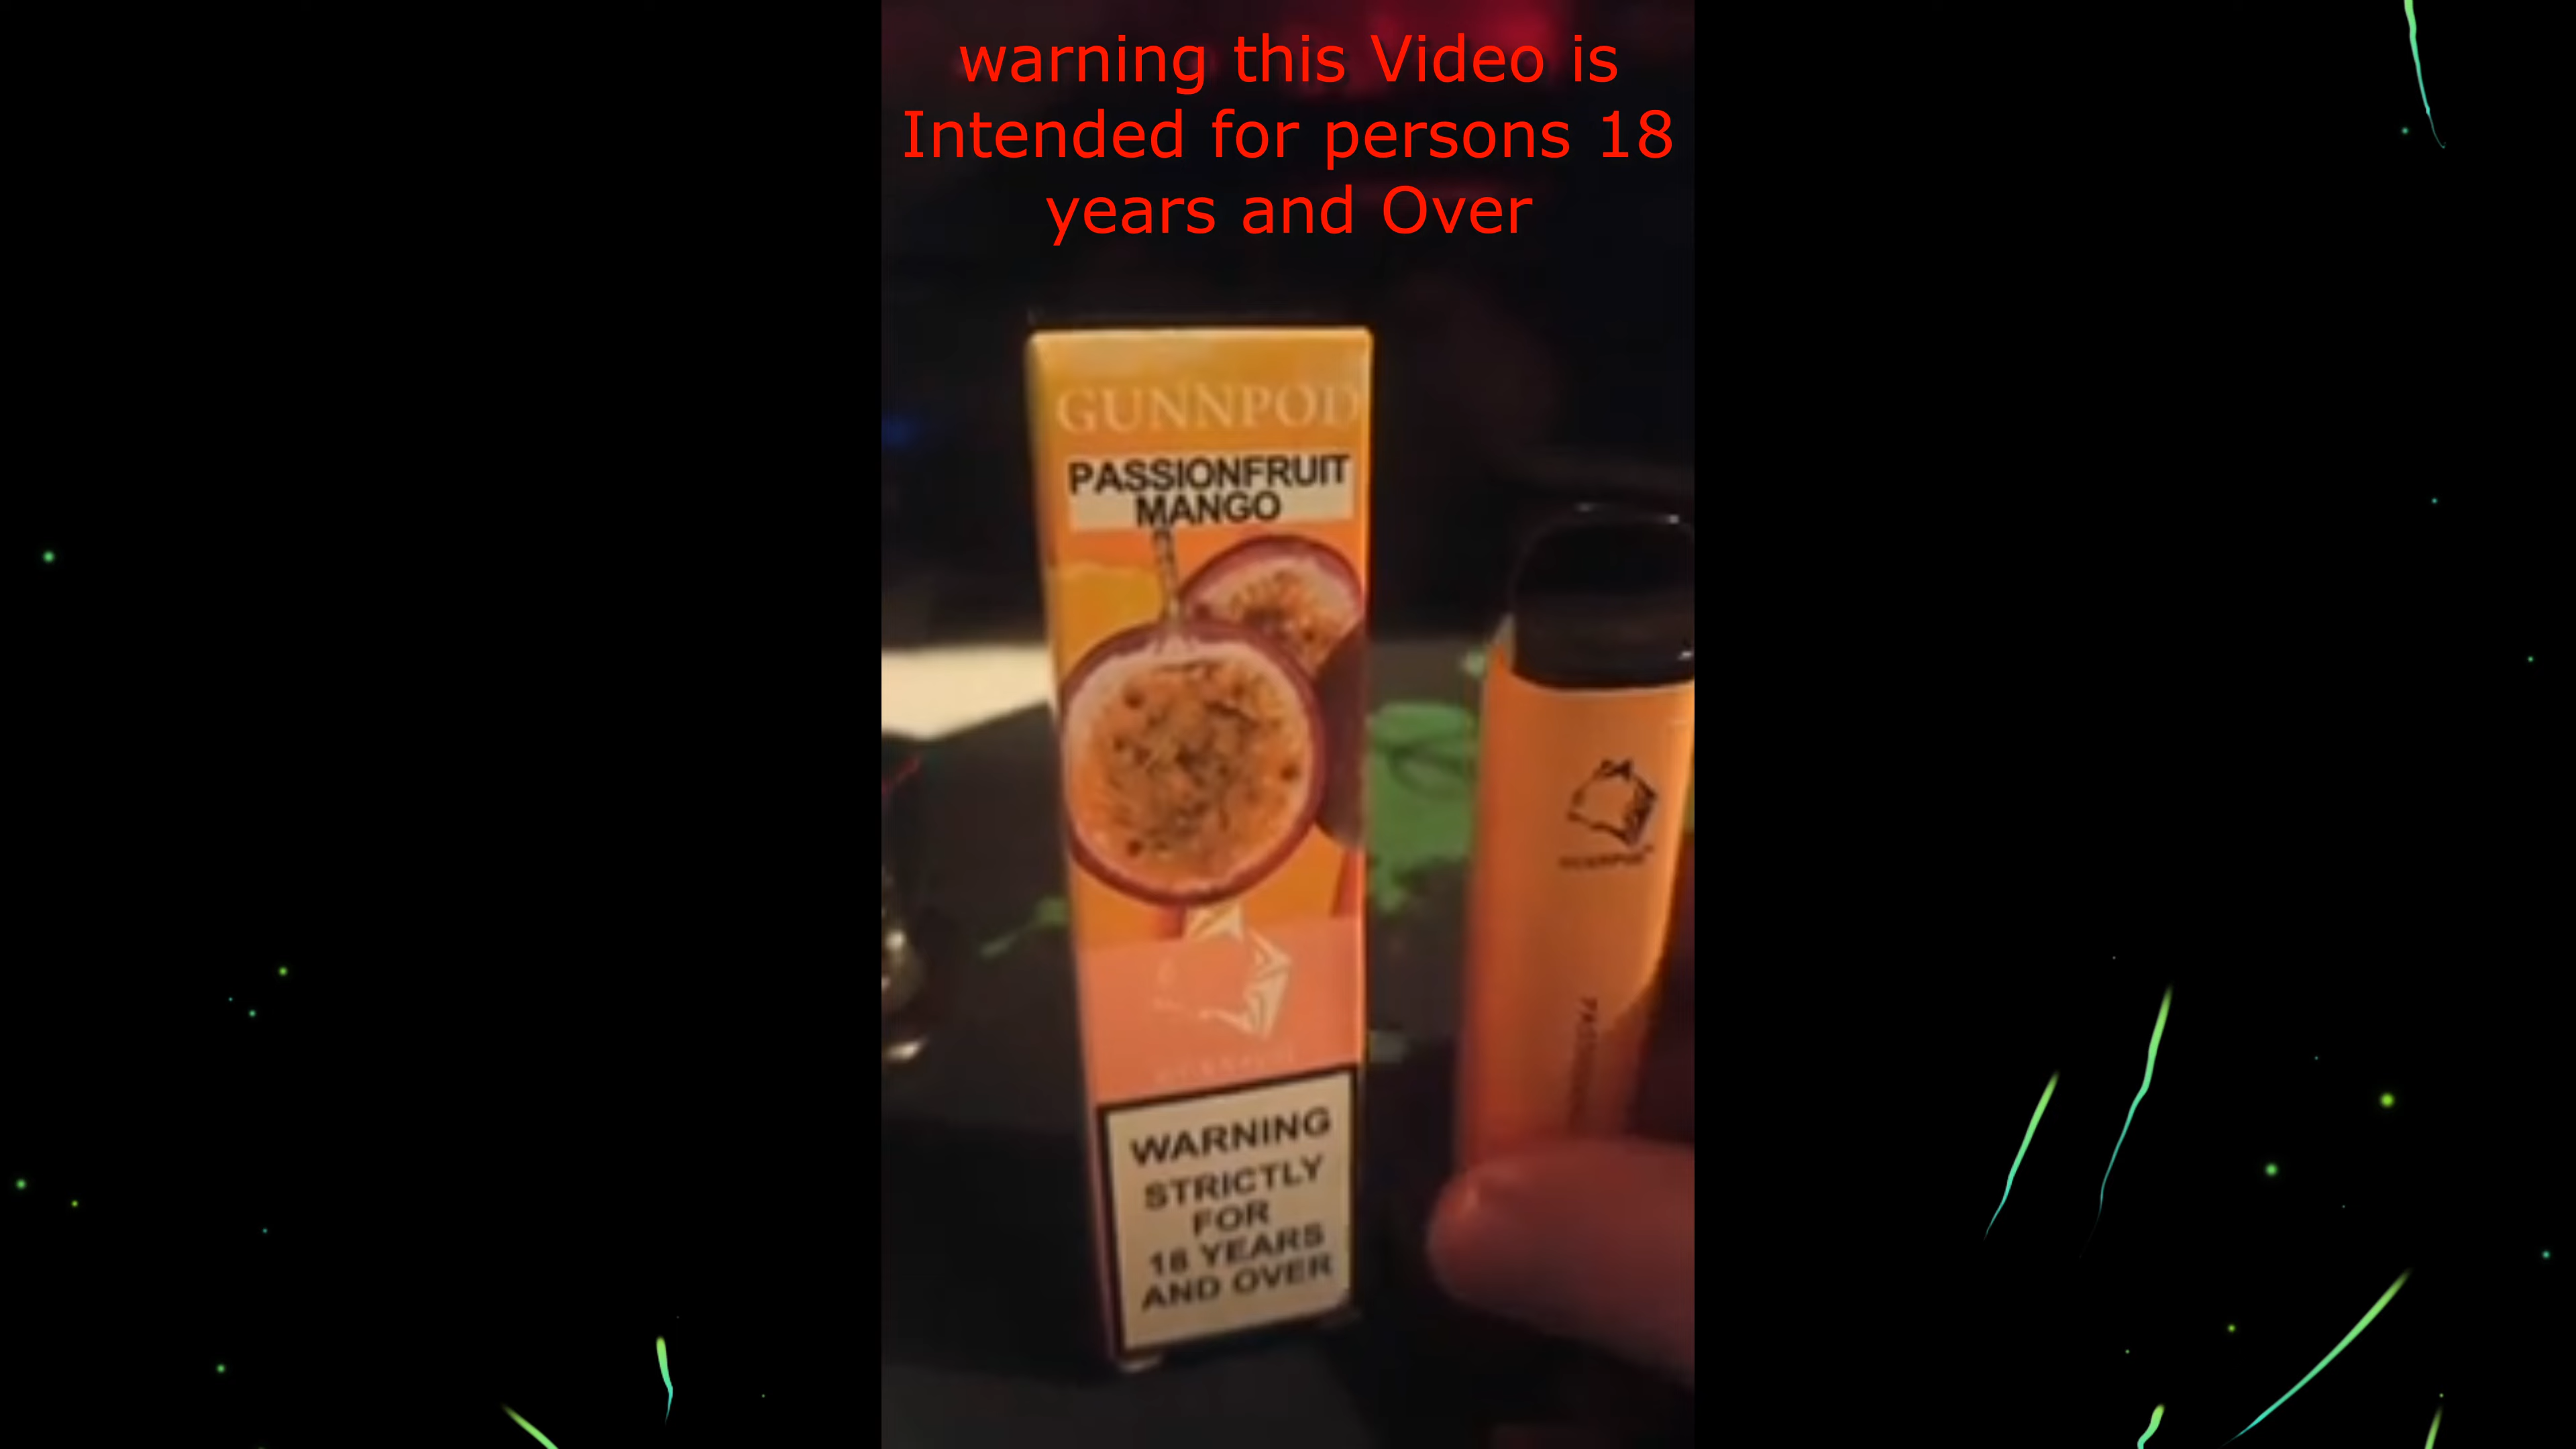 warning this Video is
Intended for persons 18
years and Over
GUNNPOD
PASSIONFRUIT
MANGO
WARNING
STRICTLY
FOR
18 YEARS
AND OVER